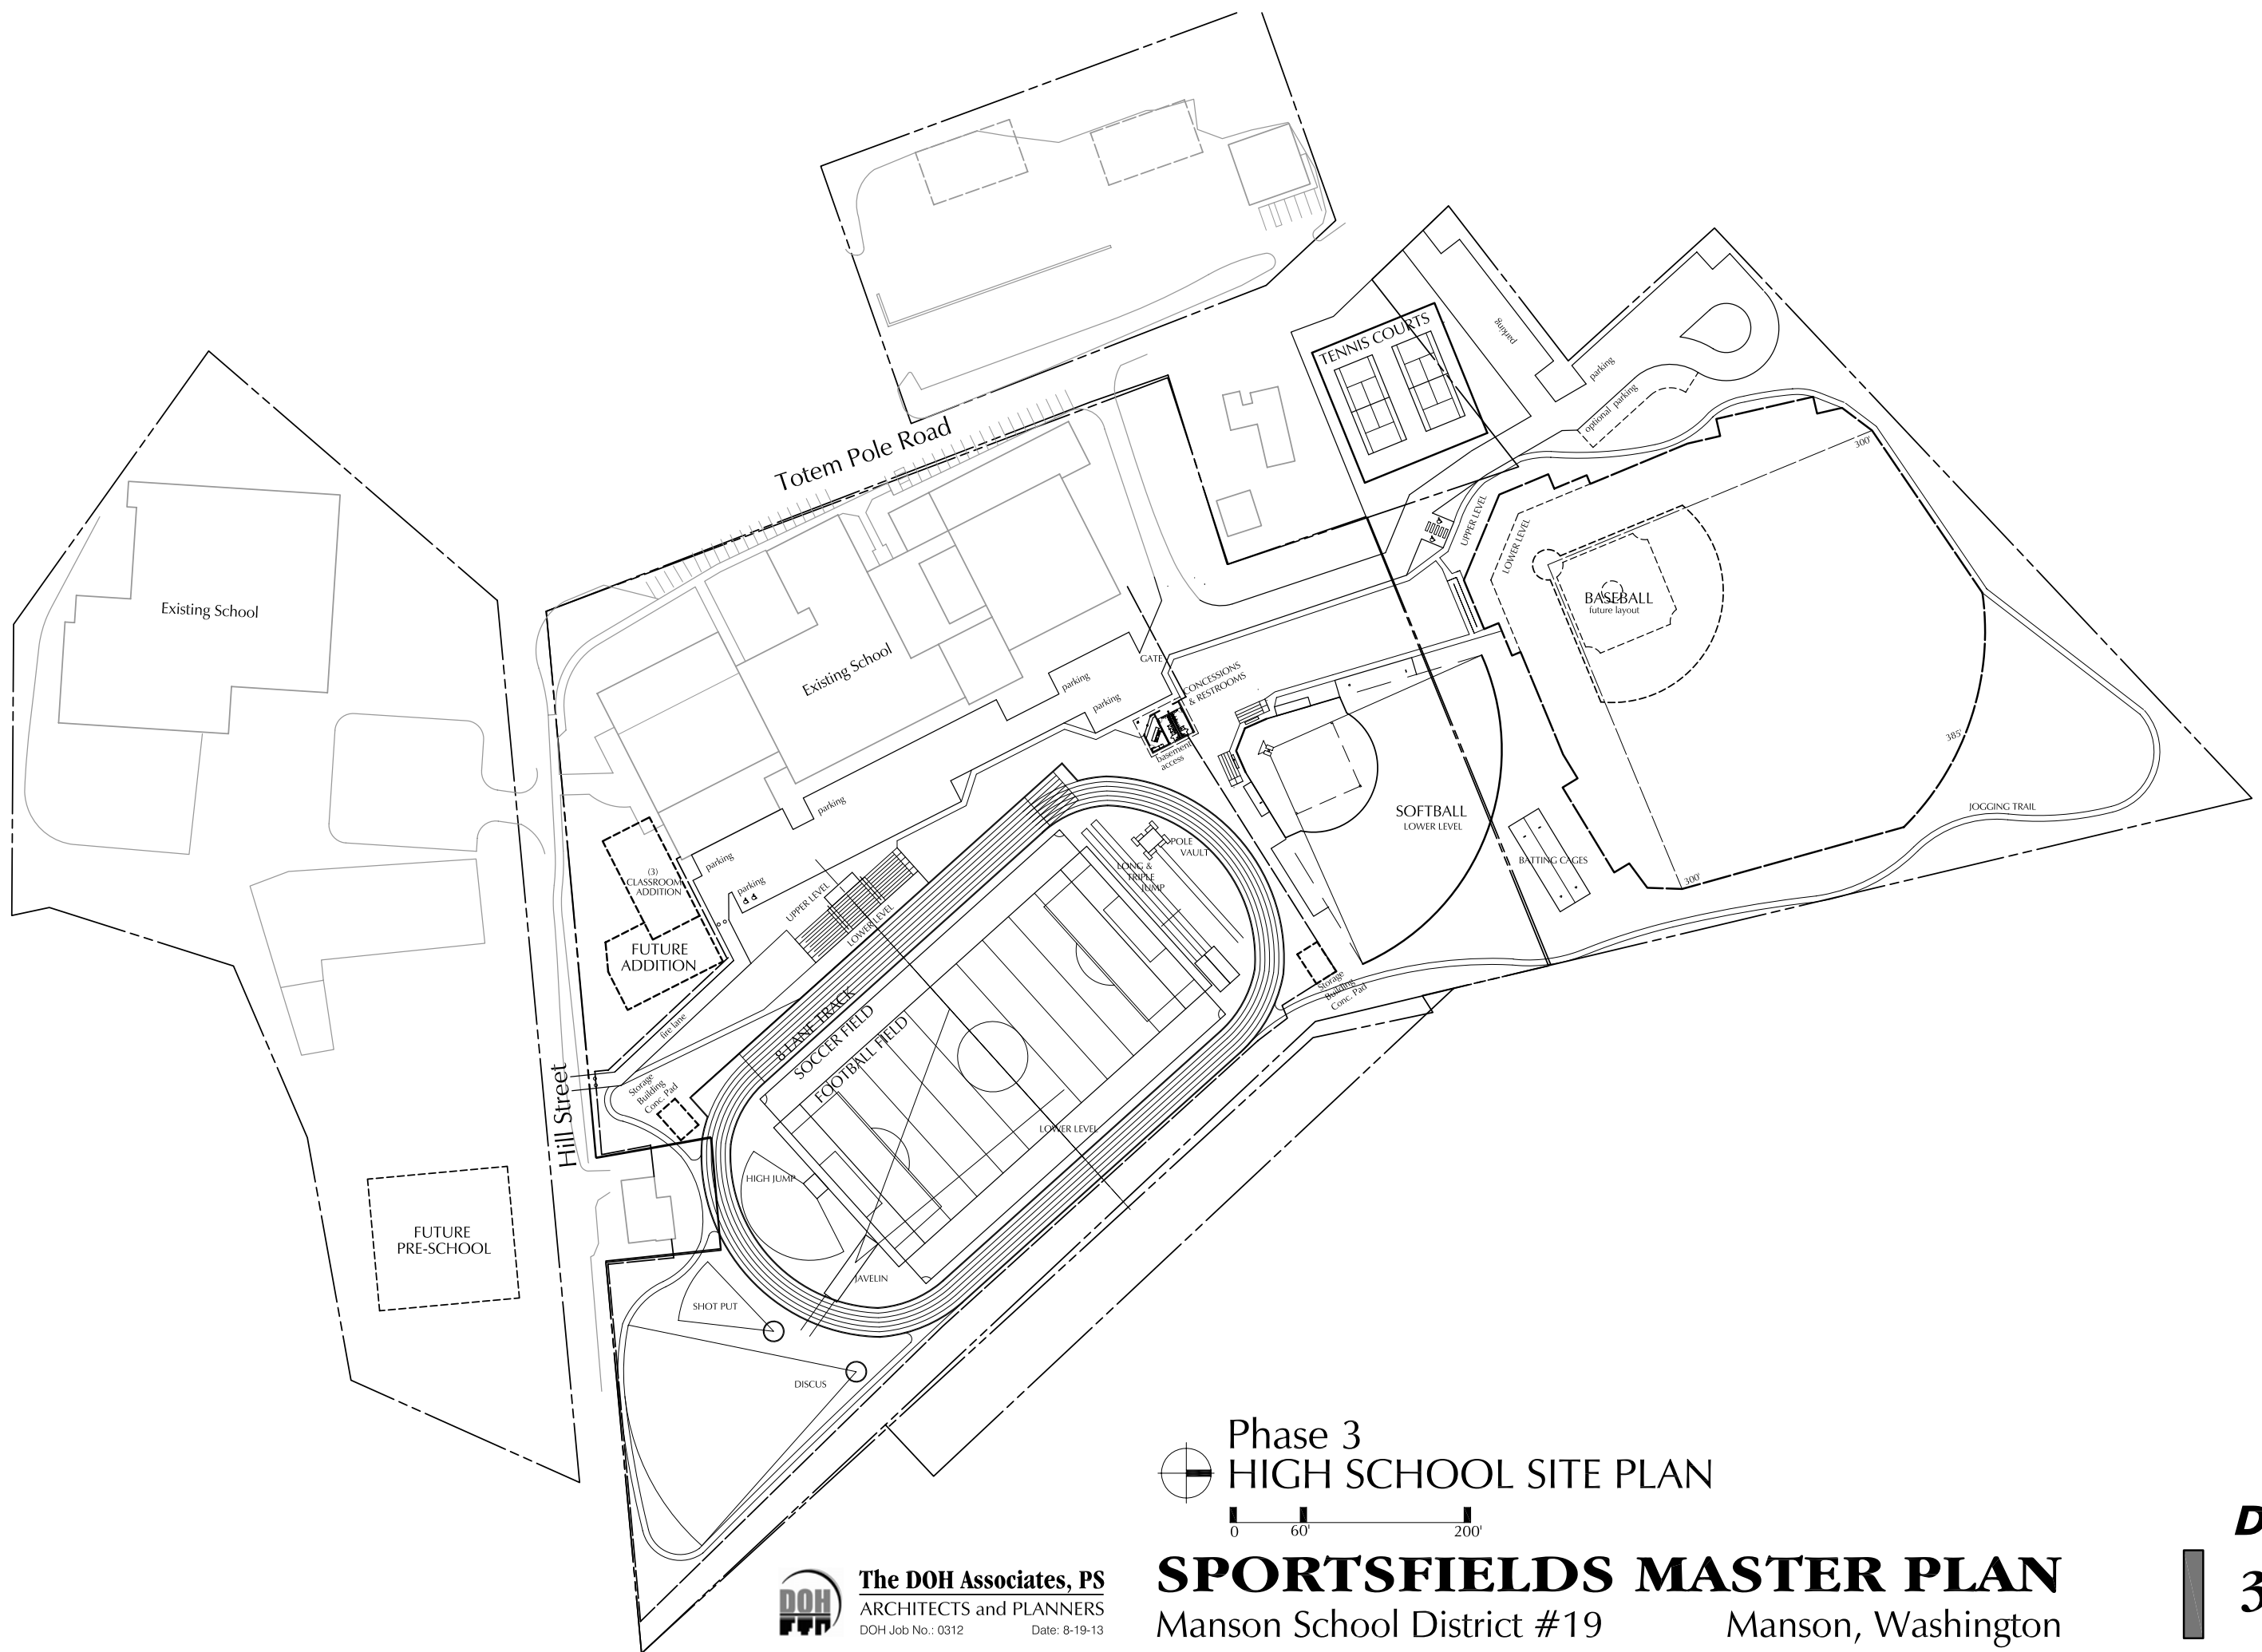 TENNIS COURTS
parking
parking
optional parking
300'
Totem Pole Road
UPPER LEVEL
LOWER LEVEL
BASEBALL
future layout
Existing School
Existing School
GATE
CONCESSIONS
& RESTROOMS
parking
parking
basement
access
385'
parking
SOFTBALL
LOWER LEVEL
JOGGING TRAIL
POLE
VAULT
LONG &
TRIPLE
JUMP
BATTING CAGES
300'
parking
(3)
CLASSROOM
ADDITION
parking
UPPER LEVEL
LOWER LEVEL
FUTURE
ADDITION
Storage
Building
Conc. Pad
fire lane
8-LANE TRACK
SOCCER FIELD
FOOTBALL FIELD
Hill Street
Storage
Building
Conc. Pad
LOWER LEVEL
HIGH JUMP
FUTURE
PRE-SCHOOL
JAVELIN
SHOT PUT
DISCUS
Phase 3
HIGH SCHOOL SITE PLAN
0 60' 200'
DOH
The DOH Associates, PS
ARCHITECTS and PLANNERS
DOH Job No.: 0312 Date: 8-19-13
SPORTSFIELDS MASTER PLAN
Manson School District #19 Manson, Washington
D
3